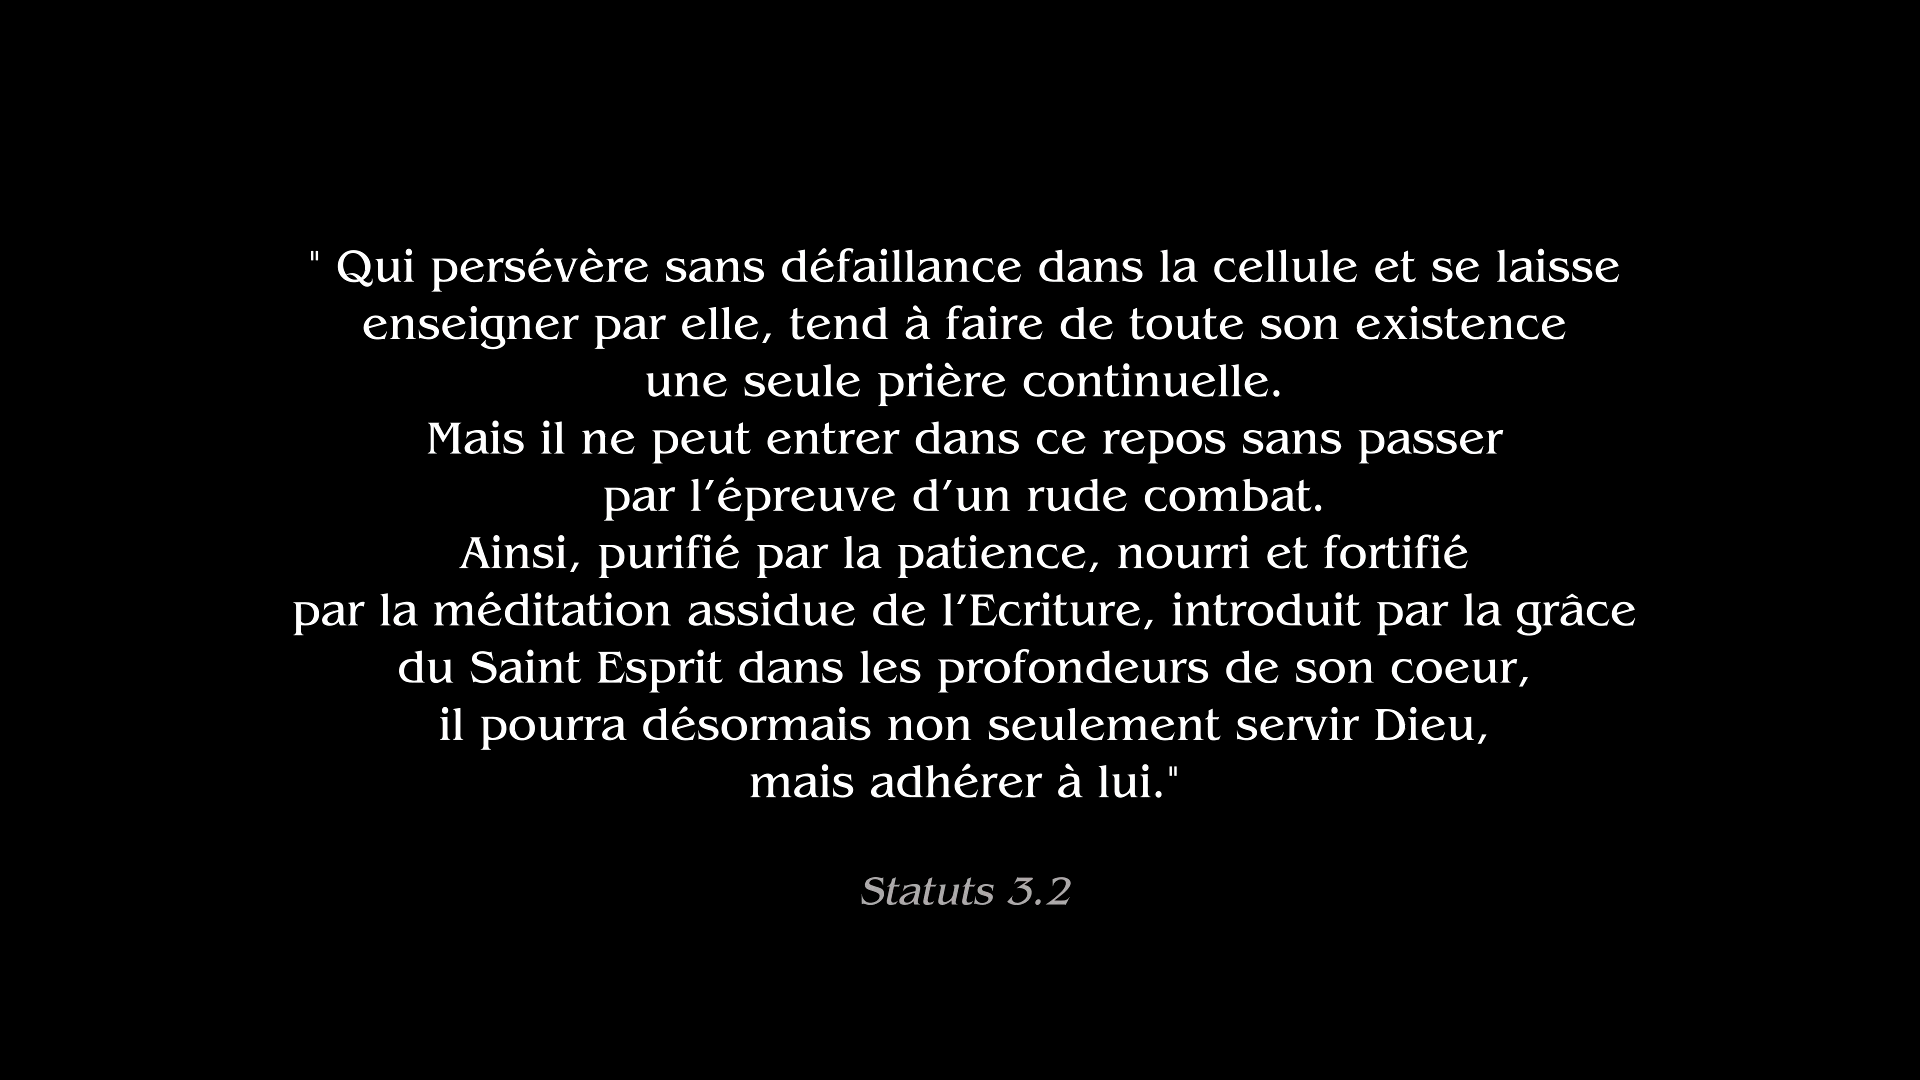 " Qui persévère sans défaillance dans la cellule et se laisse
enseigner par elle, tend à faire de toute son existence
une seule prière continuelle.
Mais il ne peut entrer dans ce repos sans passer
par l’épreuve d’un rude combat.
Ainsi, purifié par la patience, nourri et fortifié
par la méditation assidue de l’Ecriture, introduit par la grâce
du Saint Esprit dans les profondeurs de son coeur,
il pourra désormais non seulement servir Dieu,
mais adhérer à lui."
Statuts 3.2